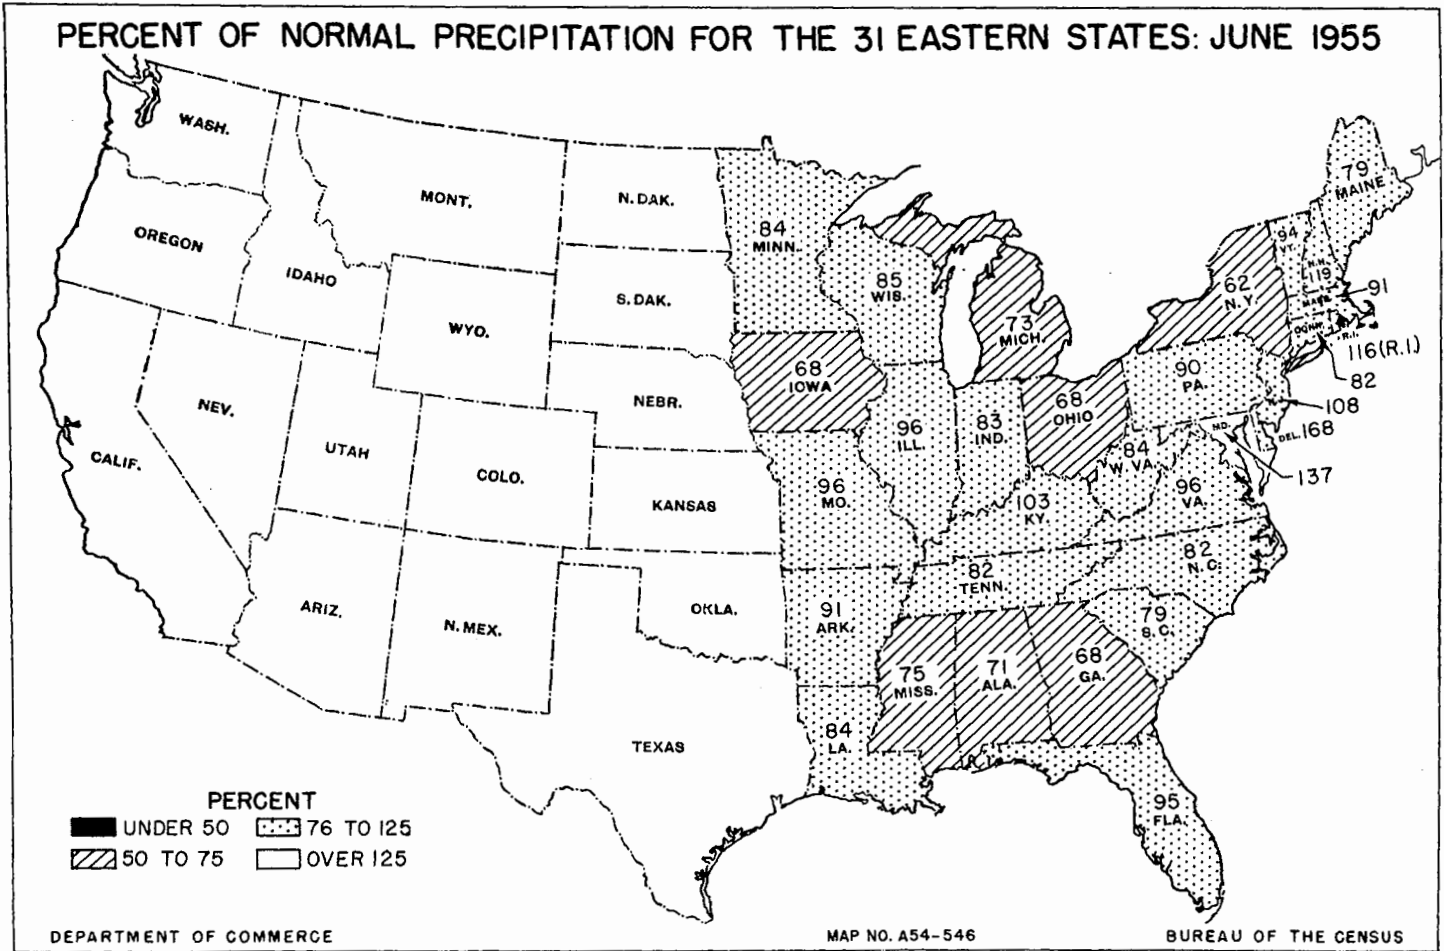 PERCENT OF NORMAL PRECIPITATION FOR THE 31 EASTERN STATES: JUNE 1955
WASH.
MONT.
N. DAK.
OREGON
IDAHO
S. DAK.
WYO.
NEV.
UTAH
COLO.
NEBR.
CALIF.
KANSAS
ARIZ.
N. MEX.
OKLA.
TEXAS
84
MINN.
85
WIS.
73
MICH.
68
IOWA
96
ILL.
83
IND.
68
OHIO
96
MO.
103
KY.
84
W. VA.
96
VA.
82
TENN.
82
N. C.
91
ARK.
79
S. C.
75
MISS.
71
ALA.
68
GA.
84
LA.
95
FLA.
79
MAINE
94
VT.
N.H.
119
62
N. Y.
MASS.
91
CONN.
R.I.
116 (R.I.)
82
90
PA.
108
MD.
DEL. 168
137
PERCENT
UNDER 50
76 TO 125
50 TO 75
OVER 125
DEPARTMENT OF COMMERCE
MAP NO. A54-546
BUREAU OF THE CENSUS